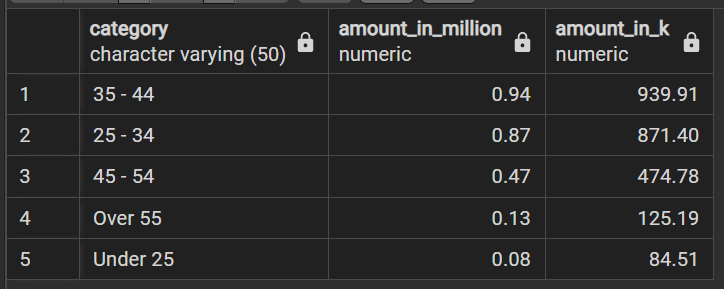 category amount_in_million amount_in_k
character varying (50) numeric numeric
1 35 - 44 0.94 939.91
2 25 - 34 0.87 871.40
3 45 - 54 0.47 474.78
4 Over 55 0.13 125.19
5 Under 25 0.08 84.51